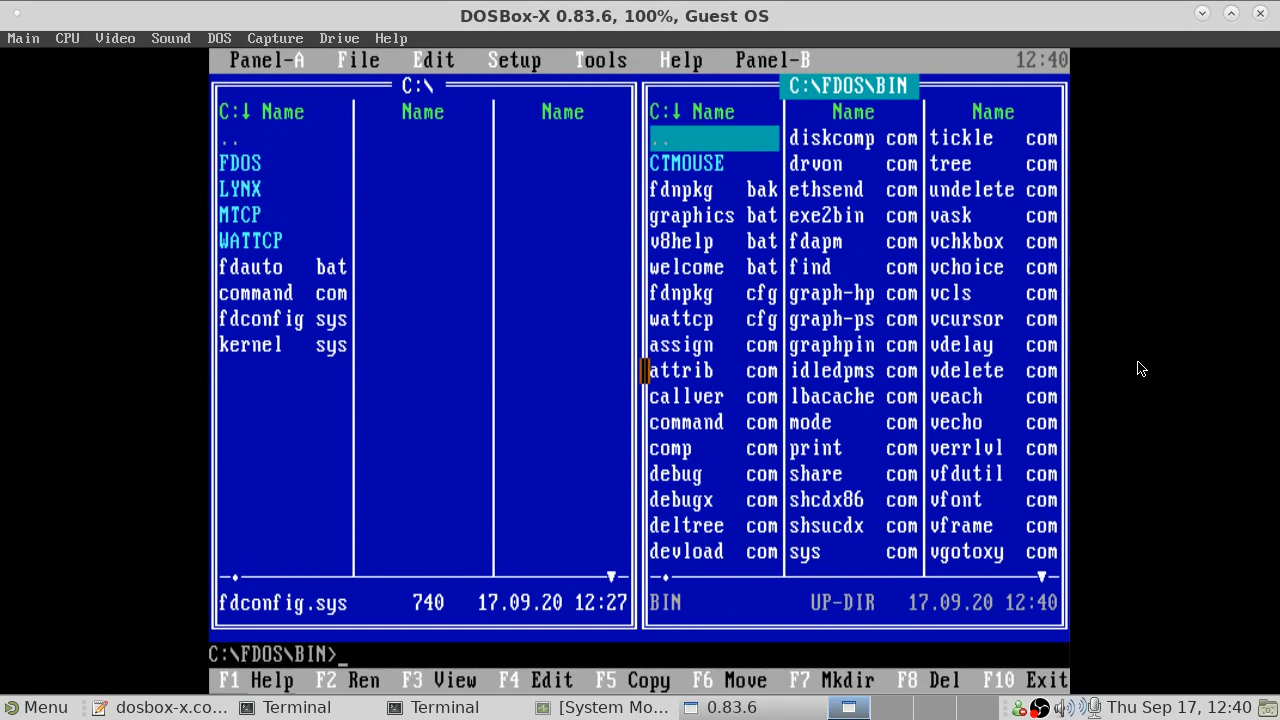 DOSBox-X 0.83.6, 100%, Guest OS
Main CPU Video Sound DOS Capture Drive Help
Panel-A File Edit Setup Tools Help Panel-B 12:40
C:\ C:\FDOS\BIN
C:↓ Name Name Name C:↓ Name Name Name
.. .. diskcomp com tickle com
FDOS CTMOUSE drvon com tree com
LYNX fdnpkg bak ethsend com undelete com
MTCP graphics bat exe2bin com vask com
WATTCP v8help bat fdapm com vchkbox com
fdauto bat welcome bat find com vchoice com
command com fdnpkg cfg graph-hp com vcls com
fdconfig sys wattcp cfg graph-ps com vcursor com
kernel sys assign com graphpin com vdelay com
attrib com idledpms com vdelete com
callver com lbacache com veach com
command com mode com vecho com
comp com print com verrlvl com
debug com share com vfdutil com
debugx com shcdx86 com vfont com
deltree com shsucdx com vframe com
devload com sys com vgotoxy com
fdconfig.sys 740 17.09.20 12:27 BIN UP-DIR 17.09.20 12:40
C:\FDOS\BIN>_
F1 Help F2 Ren F3 View F4 Edit F5 Copy F6 Move F7 Mkdir F8 Del F10 Exit
Menu dosbox-x.co... Terminal Terminal [System Mo... 0.83.6 Thu Sep 17, 12:40